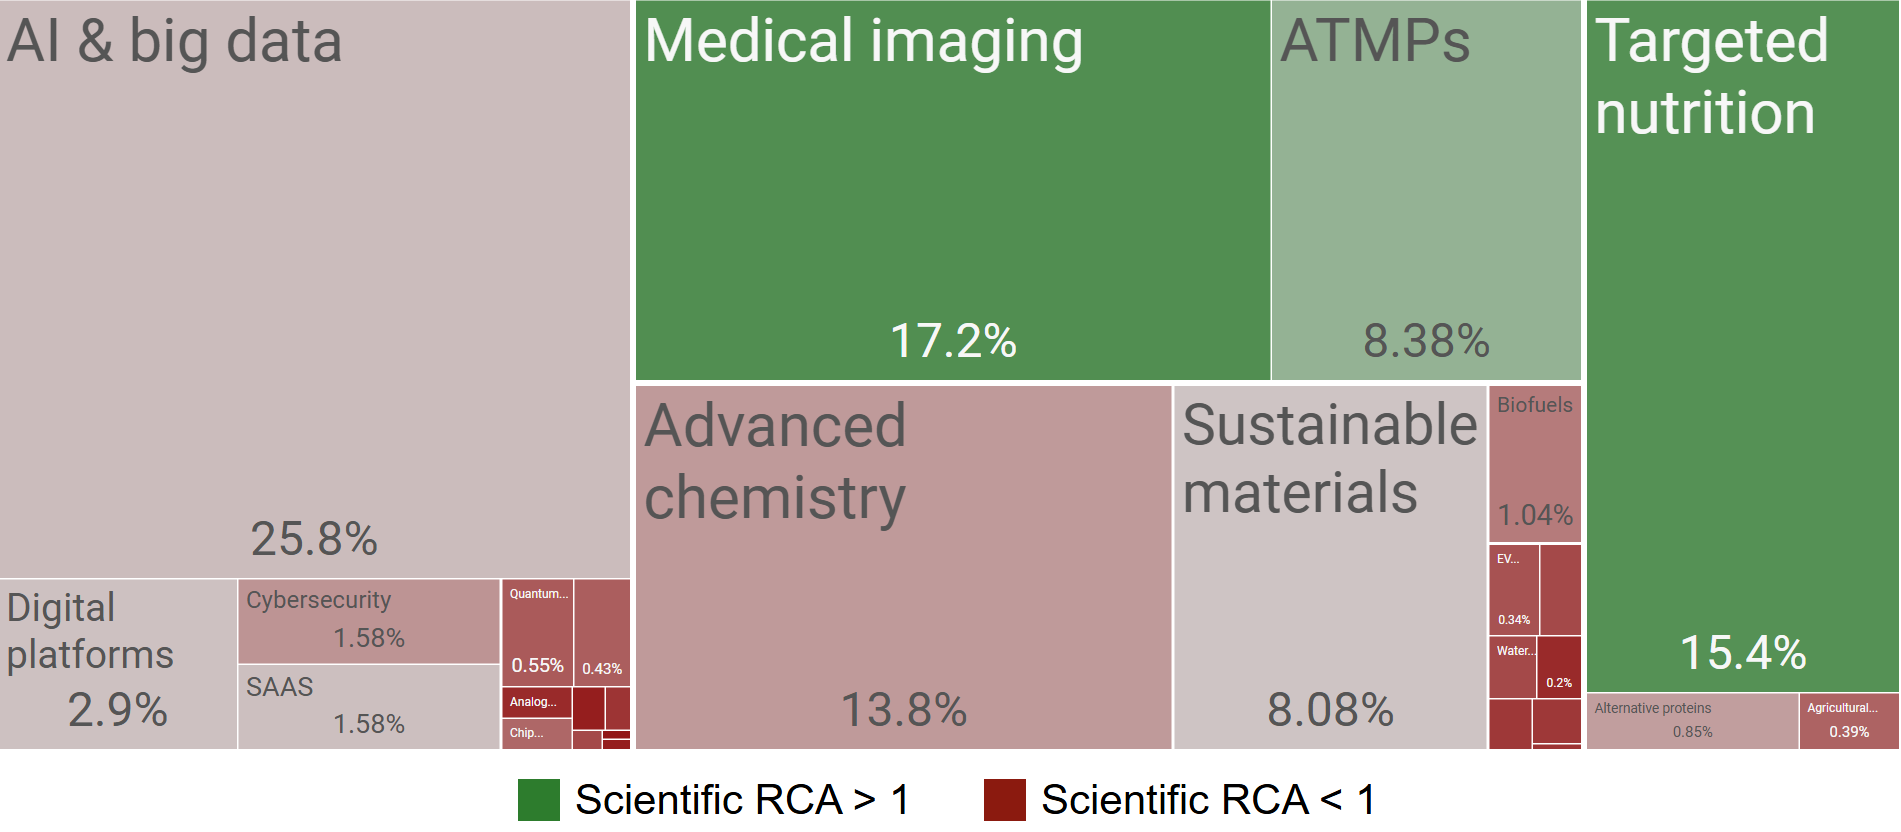 AI & big data
25.8%
Digital
platforms
2.9%
Cybersecurity
1.58%
SAAS
1.58%
Quantum...
0.55%
0.43%
Analog...
Chip...
Medical imaging
17.2%
ATMPs
8.38%
Advanced
chemistry
13.8%
Sustainable
materials
8.08%
Biofuels
1.04%
EV...
0.34%
Water...
0.2%
Targeted
nutrition
15.4%
Alternative proteins
0.85%
Agricultural...
0.39%
Scientific RCA > 1
Scientific RCA < 1